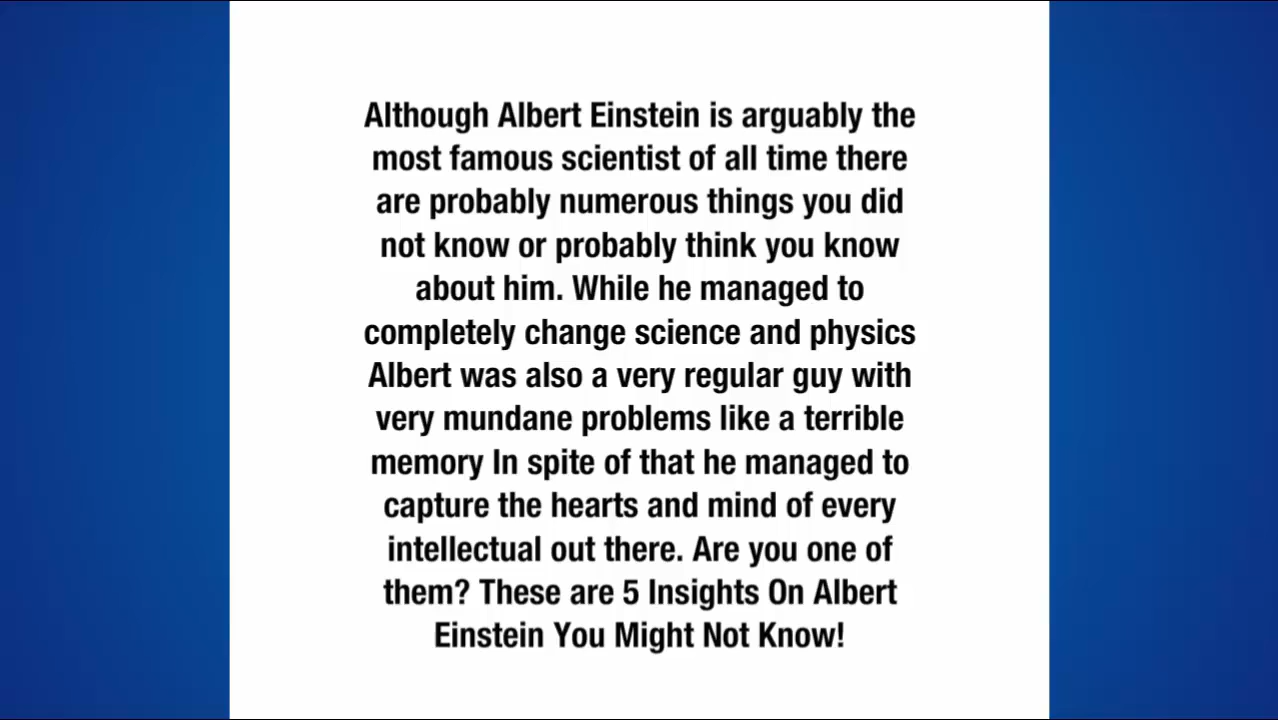 Although Albert Einstein is arguably the
most famous scientist of all time there
are probably numerous things you did
not know or probably think you know
about him. While he managed to
completely change science and physics
Albert was also a very regular guy with
very mundane problems like a terrible
memory In spite of that he managed to
capture the hearts and mind of every
intellectual out there. Are you one of
them? These are 5 Insights On Albert
Einstein You Might Not Know!